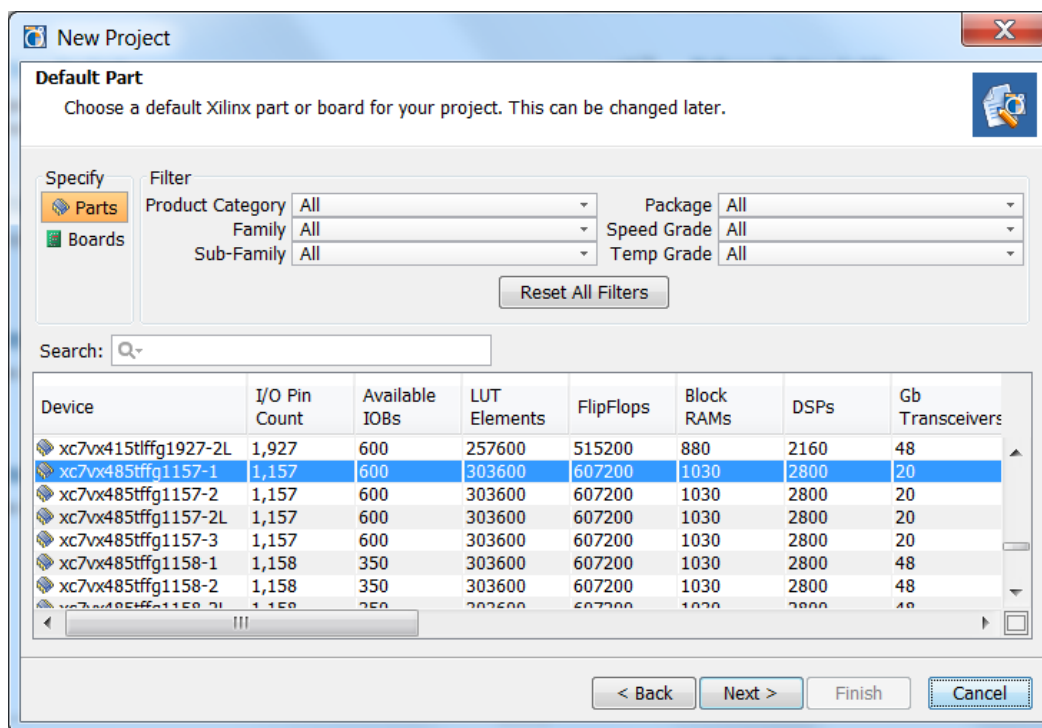 New Project
Default Part
Choose a default Xilinx part or board for your project. This can be changed later.
Specify
Filter
Parts
Boards
Product Category All
Package All
Family All
Speed Grade All
Sub-Family All
Temp Grade All
Reset All Filters
Search:
Device I/O Pin Count Available IOBs LUT Elements FlipFlops Block RAMs DSPs Gb Transceivers
xc7vx415tlffg1927-2L 1,927 600 257600 515200 880 2160 48
xc7vx485tffg1157-1 1,157 600 303600 607200 1030 2800 20
xc7vx485tffg1157-2 1,157 600 303600 607200 1030 2800 20
xc7vx485tffg1157-2L 1,157 600 303600 607200 1030 2800 20
xc7vx485tffg1157-3 1,157 600 303600 607200 1030 2800 20
xc7vx485tffg1158-1 1,158 350 303600 607200 1030 2800 48
xc7vx485tffg1158-2 1,158 350 303600 607200 1030 2800 48
< Back Next > Finish Cancel